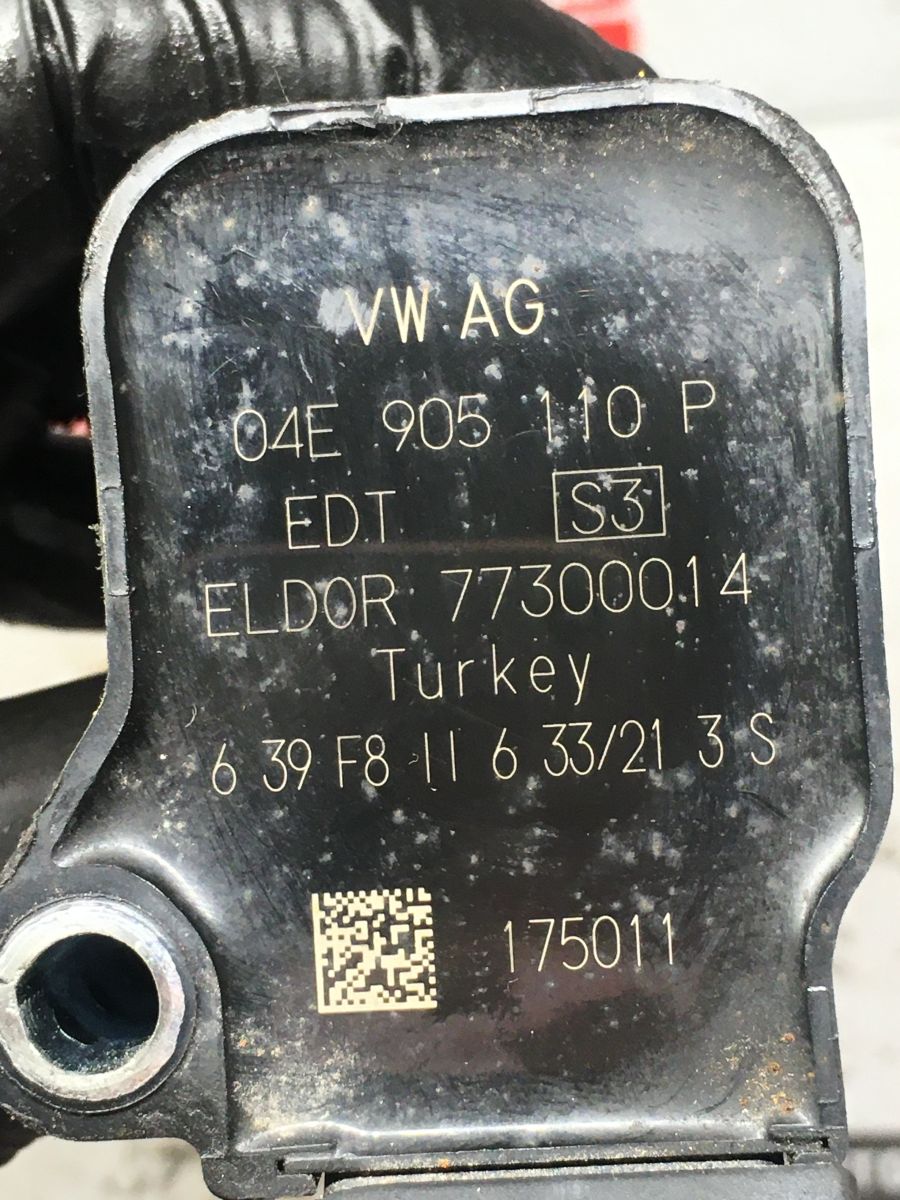 VW AG
04E 905 110 P
EDT S3
ELDOR 77300014
Turkey
6 39 F8 11 6 33/21 3 S
175011